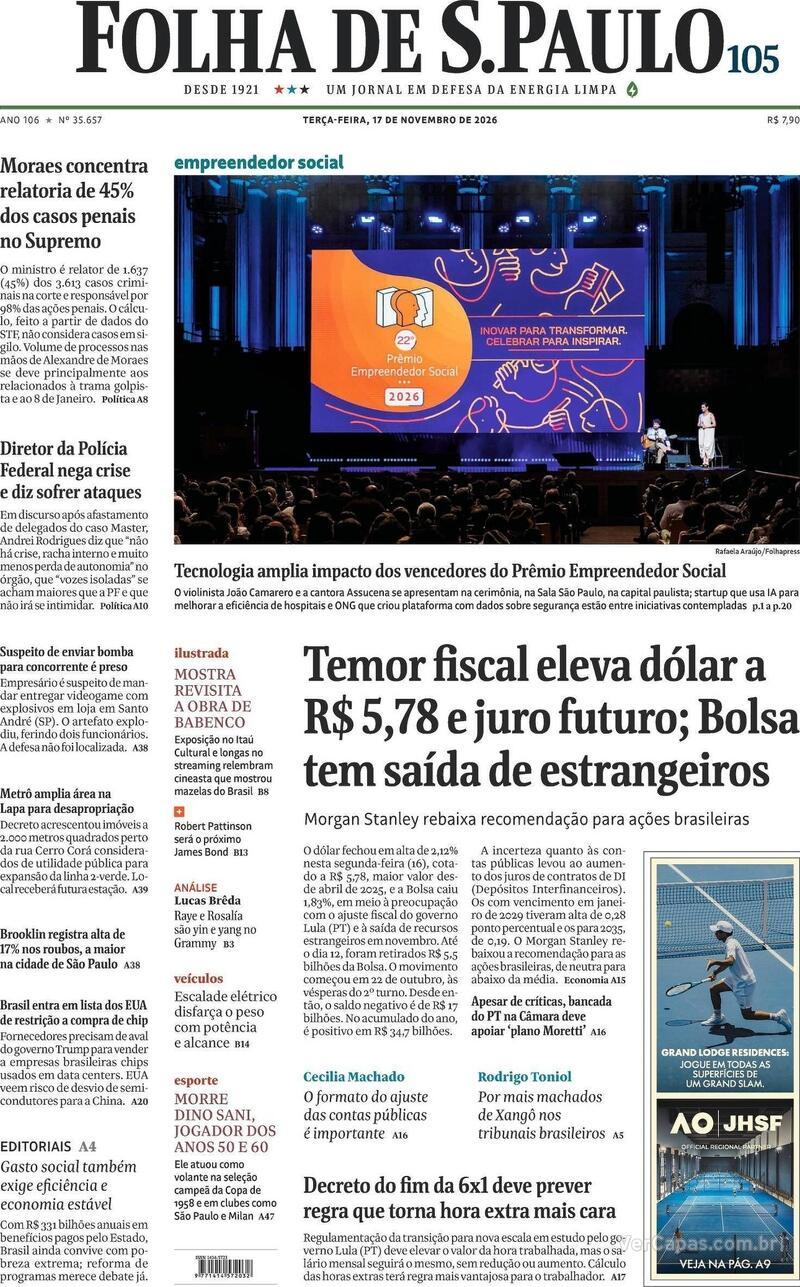 FOLHA DE S.PAULO
105
DESDE 1921 ★★★ UM JORNAL EM DEFESA DA ENERGIA LIMPA
ANO 106 ★ Nº 35.657
TERÇA-FEIRA, 17 DE NOVEMBRO DE 2026
R$ 7,90
Moraes concentra
relatoria de 45%
dos casos penais
no Supremo
O ministro é relator de 1.637
(45%) dos 3.613 casos crimi-
nais na corte e responsável por
98% das ações penais. O cálcu-
lo, feito a partir de dados do
STF, não considera casos em si-
gilo. Volume de processos nas
mãos de Alexandre de Moraes
se deve principalmente aos
relacionados à trama golpis-
ta e ao 8 de Janeiro. Política A8
Diretor da Polícia
Federal nega crise
e diz sofrer ataques
Em discurso após afastamento
de delegados do caso Master,
Andrei Rodrigues diz que “não
há crise, racha interno e muito
menos perda de autonomia” no
órgão, que “vozes isoladas” se
acham maiores que a PF e que
não irá se intimidar. Política A10
Suspeito de enviar bomba
para concorrente é preso
Empresário é suspeito de man-
dar entregar videogame com
explosivos em loja em Santo
André (SP). O artefato explo-
diu, ferindo dois funcionários.
A defesa não foi localizada. A38
Metrô amplia área na
Lapa para desapropriação
Decreto acrescentou imóveis a
2.000 metros quadrados perto
da rua Cerro Corá considera-
dos de utilidade pública para
expansão da linha 2-verde. Lo-
cal receberá futura estação. A39
Brooklin registra alta de
17% nos roubos, a maior
na cidade de São Paulo A38
Brasil entra em lista dos EUA
de restrição a compra de chip
Fornecedores precisam de aval
do governo Trump para vender
a empresas brasileiras chips
usados em data centers. EUA
veem risco de desvio de semi-
condutores para a China. A20
EDITORIAIS A4
Gasto social também
exige eficiência e
economia estável
Com R$ 331 bilhões anuais em
benefícios pagos pelo Estado,
Brasil ainda convive com po-
breza extrema; reforma de
programas merece debate já.
empreendedor social
22º
Prêmio
Empreendedor Social
2026
INOVAR PARA TRANSFORMAR.
CELEBRAR PARA INSPIRAR.
Rafaela Araújo/Folhapress
Tecnologia amplia impacto dos vencedores do Prêmio Empreendedor Social
O violinista João Camarero e a cantora Assucena se apresentam na cerimônia, na Sala São Paulo, na capital paulista; startup que usa IA para
melhorar a eficiência de hospitais e ONG que criou plataforma com dados sobre segurança estão entre iniciativas contempladas p.1 a p.20
ilustrada
MOSTRA
REVISITA
A OBRA DE
BABENCO
Exposição no Itaú
Cultural e longas no
streaming relembram
cineasta que mostrou
mazelas do Brasil B8
+
Robert Pattinson
será o próximo
James Bond B13
ANÁLISE
Lucas Brêda
Raye e Rosalía
são yin e yang no
Grammy B3
veículos
Escalade elétrico
disfarça o peso
com potência
e alcance B14
esporte
MORRE
DINO SANI,
JOGADOR DOS
ANOS 50 E 60
Ele atuou como
volante na seleção
campeã da Copa de
1958 e em clubes como
São Paulo e Milan A47
ISSN 1414-5723
9 771414 572032
Temor fiscal eleva dólar a
R$ 5,78 e juro futuro; Bolsa
tem saída de estrangeiros
Morgan Stanley rebaixa recomendação para ações brasileiras
O dólar fechou em alta de 2,12%
nesta segunda-feira (16), cota-
do a R$ 5,78, maior valor des-
de abril de 2025, e a Bolsa caiu
1,83%, em meio à preocupação
com o ajuste fiscal do governo
Lula (PT) e à saída de recursos
estrangeiros em novembro. Até
o dia 12, foram retirados R$ 5,5
bilhões da Bolsa. O movimento
começou em 22 de outubro, às
vésperas do 2º turno. Desde en-
tão, o saldo negativo é de R$ 17
bilhões. No acumulado do ano,
é positivo em R$ 34,7 bilhões.
A incerteza quanto às con-
tas públicas levou ao aumento
dos juros de contratos de DI
(Depósitos Interfinanceiros).
Os com vencimento em janei-
ro de 2029 tiveram alta de 0,28
ponto percentual e os para 2035,
de 0,19. O Morgan Stanley re-
baixou a recomendação para as
ações brasileiras, de neutra para
abaixo da média. Economia A15
Apesar de críticas, bancada
do PT na Câmara deve
apoiar ‘plano Moretti’ A16
Cecilia Machado
O formato do ajuste
das contas públicas
é importante A16
Rodrigo Toniol
Por mais machados
de Xangô nos
tribunais brasileiros A5
Decreto do fim da 6x1 deve prever
regra que torna hora extra mais cara
Regulamentação da transição para nova escala em estudo pelo go-
verno Lula (PT) deve elevar o valor da hora trabalhada, mas o sa-
lário mensal seguirá o mesmo, sem redução ou aumento. Cálculo
das horas extras terá regra mais vantajosa para o trabalhador. A17
GRAND LODGE RESIDENCES:
JOGUE EM TODAS AS
SUPERFÍCIES DE
UM GRAND SLAM.
AO | JHSF
OFFICIAL REGIONAL PARTNER
VEJA NA PÁG. A9
VerCapas.com.br